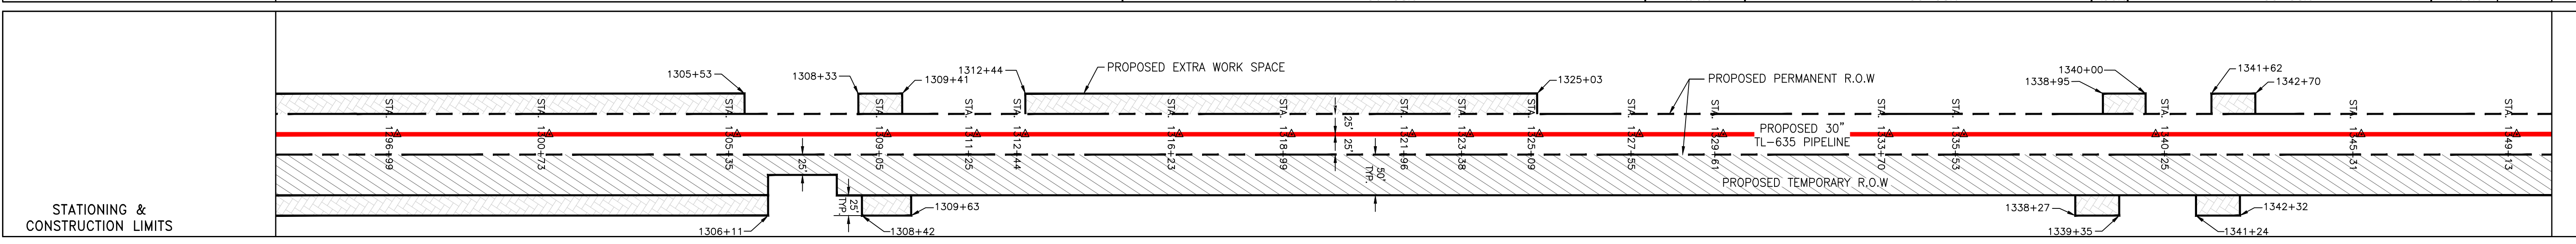 1305+53
1308+33
1309+41
1312+44
PROPOSED EXTRA WORK SPACE
1325+03
PROPOSED PERMANENT R.O.W
1338+95
1340+00
1341+62
1342+70
STA. 1296+99
STA. 1300+73
STA. 1305+35
STA. 1309+05
STA. 1311+25
STA. 1312+44
STA. 1316+23
STA. 1318+99
25'
25'
STA. 1321+96
STA. 1323+38
STA. 1325+09
STA. 1327+55
STA. 1329+61
PROPOSED 30"
TL-635 PIPELINE
STA. 1333+70
STA. 1335+53
STA. 1340+25
STA. 1345+31
STA. 1349+13
25'
50'
TYP.
PROPOSED TEMPORARY R.O.W
STATIONING &
CONSTRUCTION LIMITS
1306+11
25'
TYP.
1308+42
1309+63
1338+27
1339+35
1341+24
1342+32